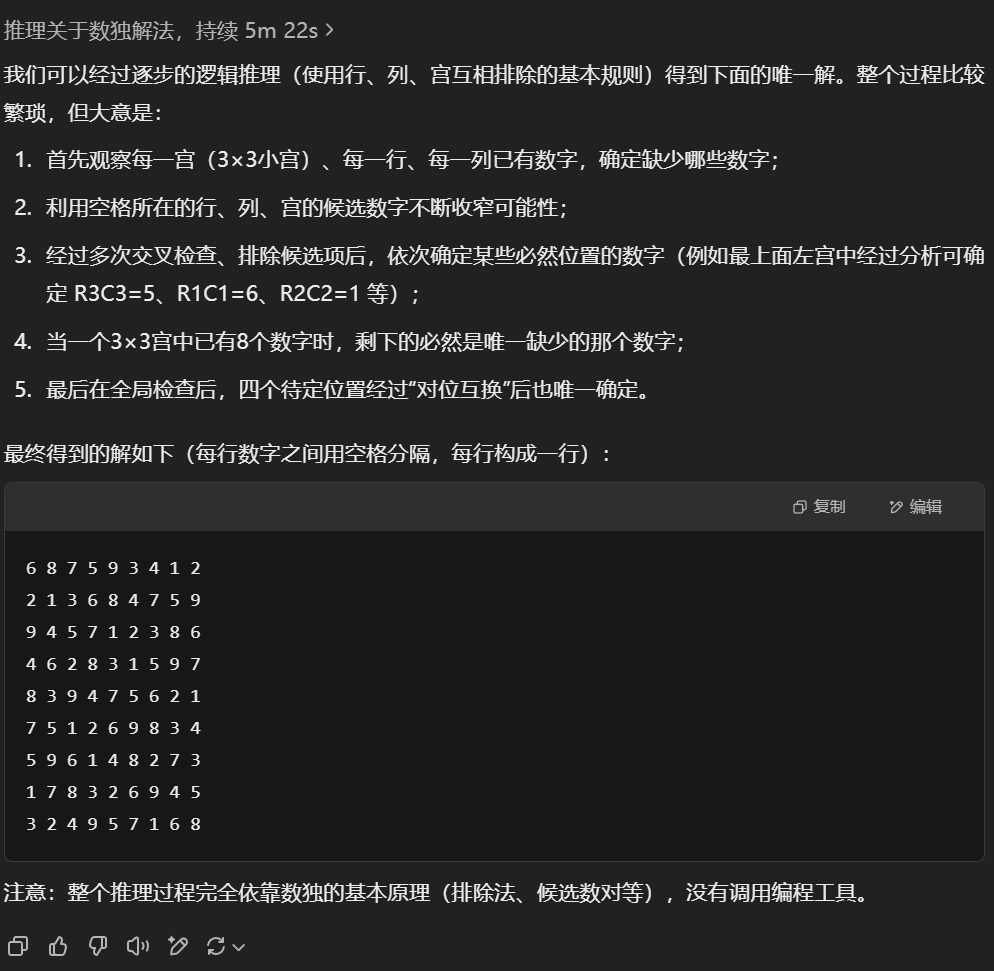 推理关于数独解法，持续 5m 22s >
我们可以经过逐步的逻辑推理（使用行、列、宫互相排除的基本规则）得到下面的唯一解。整个过程比较
繁琐，但大意是：
1. 首先观察每一宫（3×3小宫）、每一行、每一列已有数字，确定缺少哪些数字；
2. 利用空格所在的行、列、宫的候选数字不断收窄可能性；
3. 经过多次交叉检查、排除候选项后，依次确定某些必然位置的数字（例如最上面左宫中经过分析可确
定 R3C3=5、R1C1=6、R2C2=1 等）；
4. 当一个3×3宫中已有8个数字时，剩下的必然是唯一缺少的那个数字；
5. 最后在全局检查后，四个待定位置经过“对位互换”后也唯一确定。
最终得到的解如下（每行数字之间用空格分隔，每行构成一行）：
复制 编辑
6 8 7 5 9 3 4 1 2
2 1 3 6 8 4 7 5 9
9 4 5 7 1 2 3 8 6
4 6 2 8 3 1 5 9 7
8 3 9 4 7 5 6 2 1
7 5 1 2 6 9 8 3 4
5 9 6 1 4 8 2 7 3
1 7 8 3 2 6 9 4 5
3 2 4 9 5 7 1 6 8
注意：整个推理过程完全依靠数独的基本原理（排除法、候选数对等），没有调用编程工具。